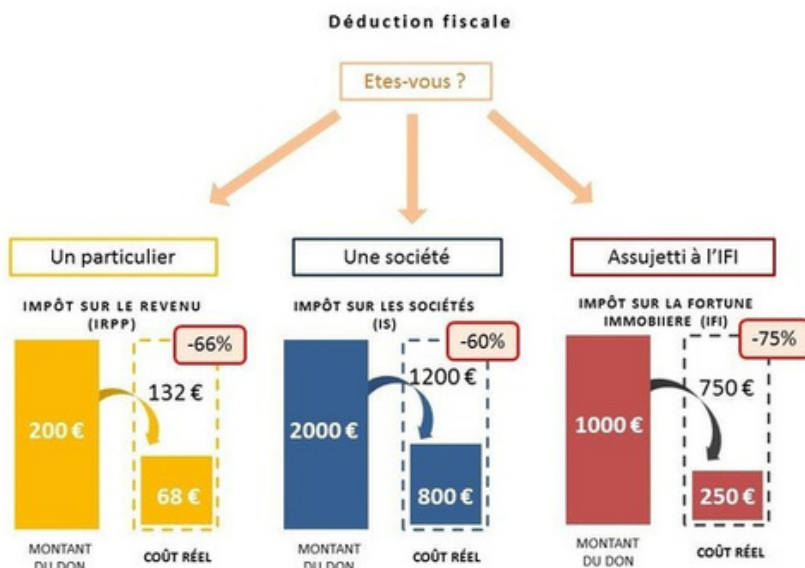 Déduction fiscale
Etes-vous ?
Un particulier
IMPÔT SUR LE REVENU
(IRPP)
-66%
132 €
200 €
68 €
MONTANT
DU DON
COÛT RÉEL
Une société
IMPÔT SUR LES SOCIÉTÉS
(IS)
-60%
1200 €
2000 €
800 €
MONTANT
DU DON
COÛT RÉEL
Assujetti à l'IFI
IMPÔT SUR LA FORTUNE
IMMOBIIERE (IFI)
-75%
750 €
1000 €
250 €
MONTANT
DU DON
COÛT RÉEL